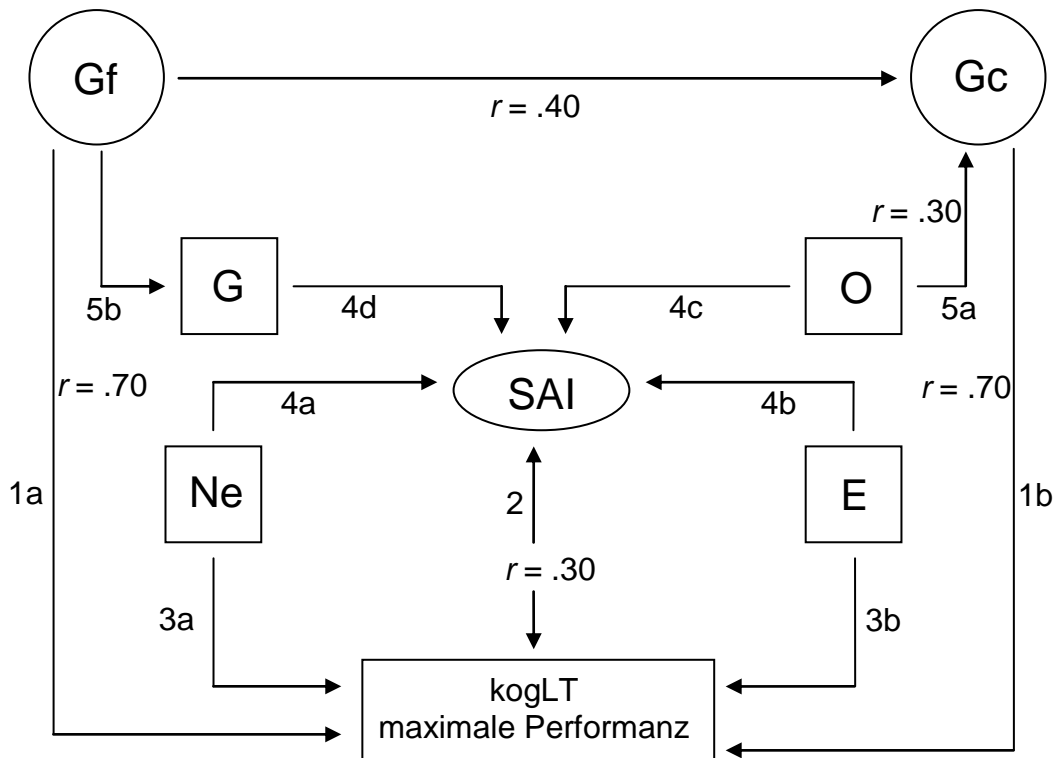 Gf
Gc
r = .40
r = .30
G
O
5b
4d
4c
5a
r = .70
SAI
r = .70
4a
4b
Ne
E
1a
2
1b
r = .30
3a
3b
kogLT
maximale Performanz